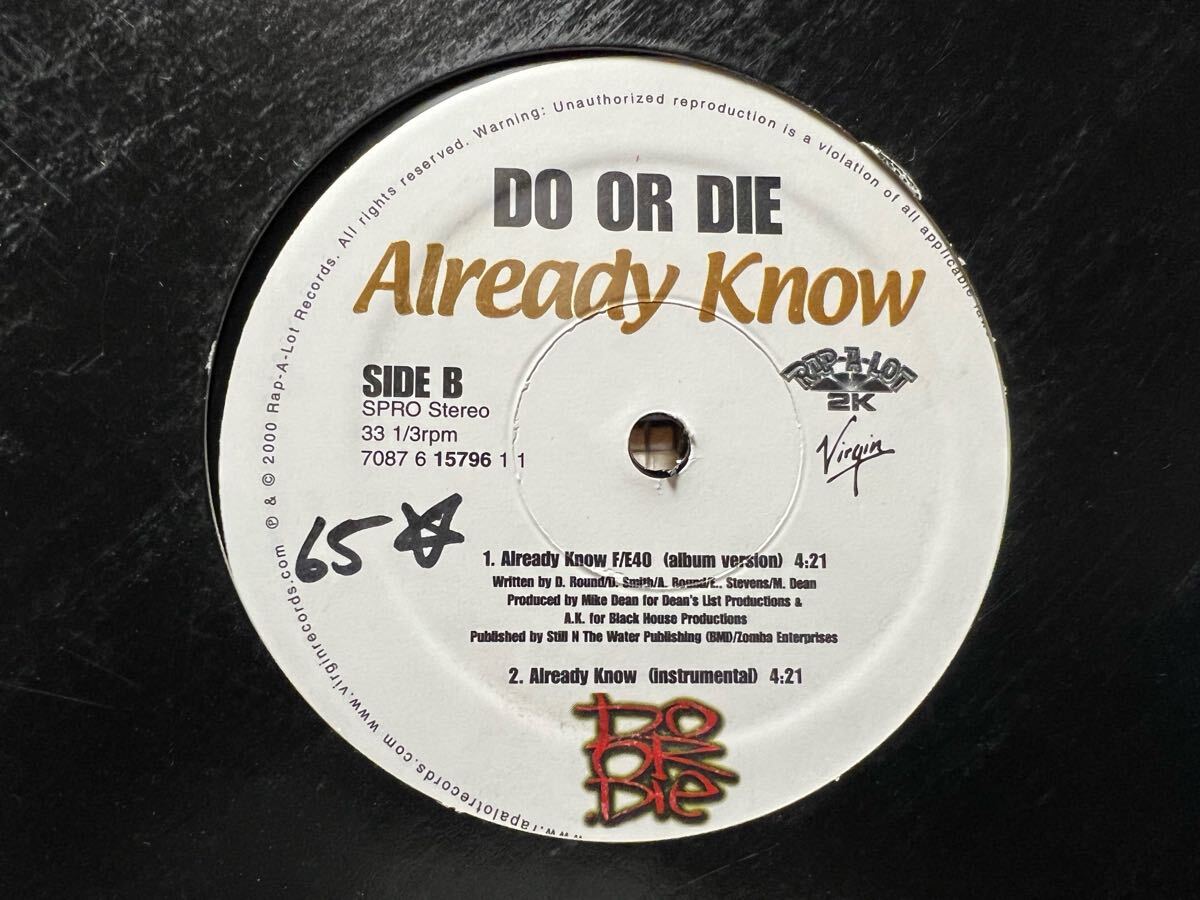 ℗ & © 2000 Rap-A-Lot Records. All rights reserved. Warning: Unauthorized reproduction is a violation of all applicable law
DO OR DIE
Already Know
SIDE B
SPRO Stereo
33 1/3rpm
7087 6 15796 1 1
RAP-A-LOT
2K
Virgin
65
1. Already Know F/E40 (album version) 4:21
Written by D. Round/D. Smith/A. Round/E.. Stevens/M. Dean
Produced by Mike Dean for Dean's List Productions &
A.K. for Black House Productions
Published by Still N The Water Publishing (BMI)/Zomba Enterprises
2. Already Know (instrumental) 4:21
DO
OR
Die
www.rapalotrecords.com www.virginrecords.com